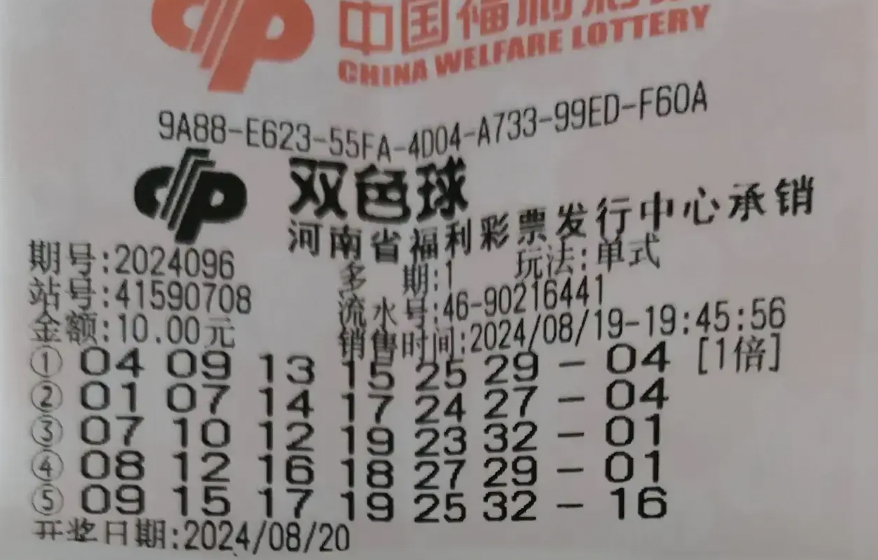 中国福利彩票
CHINA WELFARE LOTTERY
9A88-E623-55FA-4D04-A733-99ED-F60A
双色球
河南省福利彩票发行中心承销
期号:2024096 多 期:1 玩法:单式
站号:41590708 流水号:46-90216441
金额:10.00元 销售时间:2024/08/19-19:45:56
① 04 09 13 15 25 29 - 04 [1倍]
② 01 07 14 17 24 27 - 04
③ 07 10 12 19 23 32 - 01
④ 08 12 16 18 27 29 - 01
⑤ 09 15 17 19 25 32 - 16
开奖日期:2024/08/20